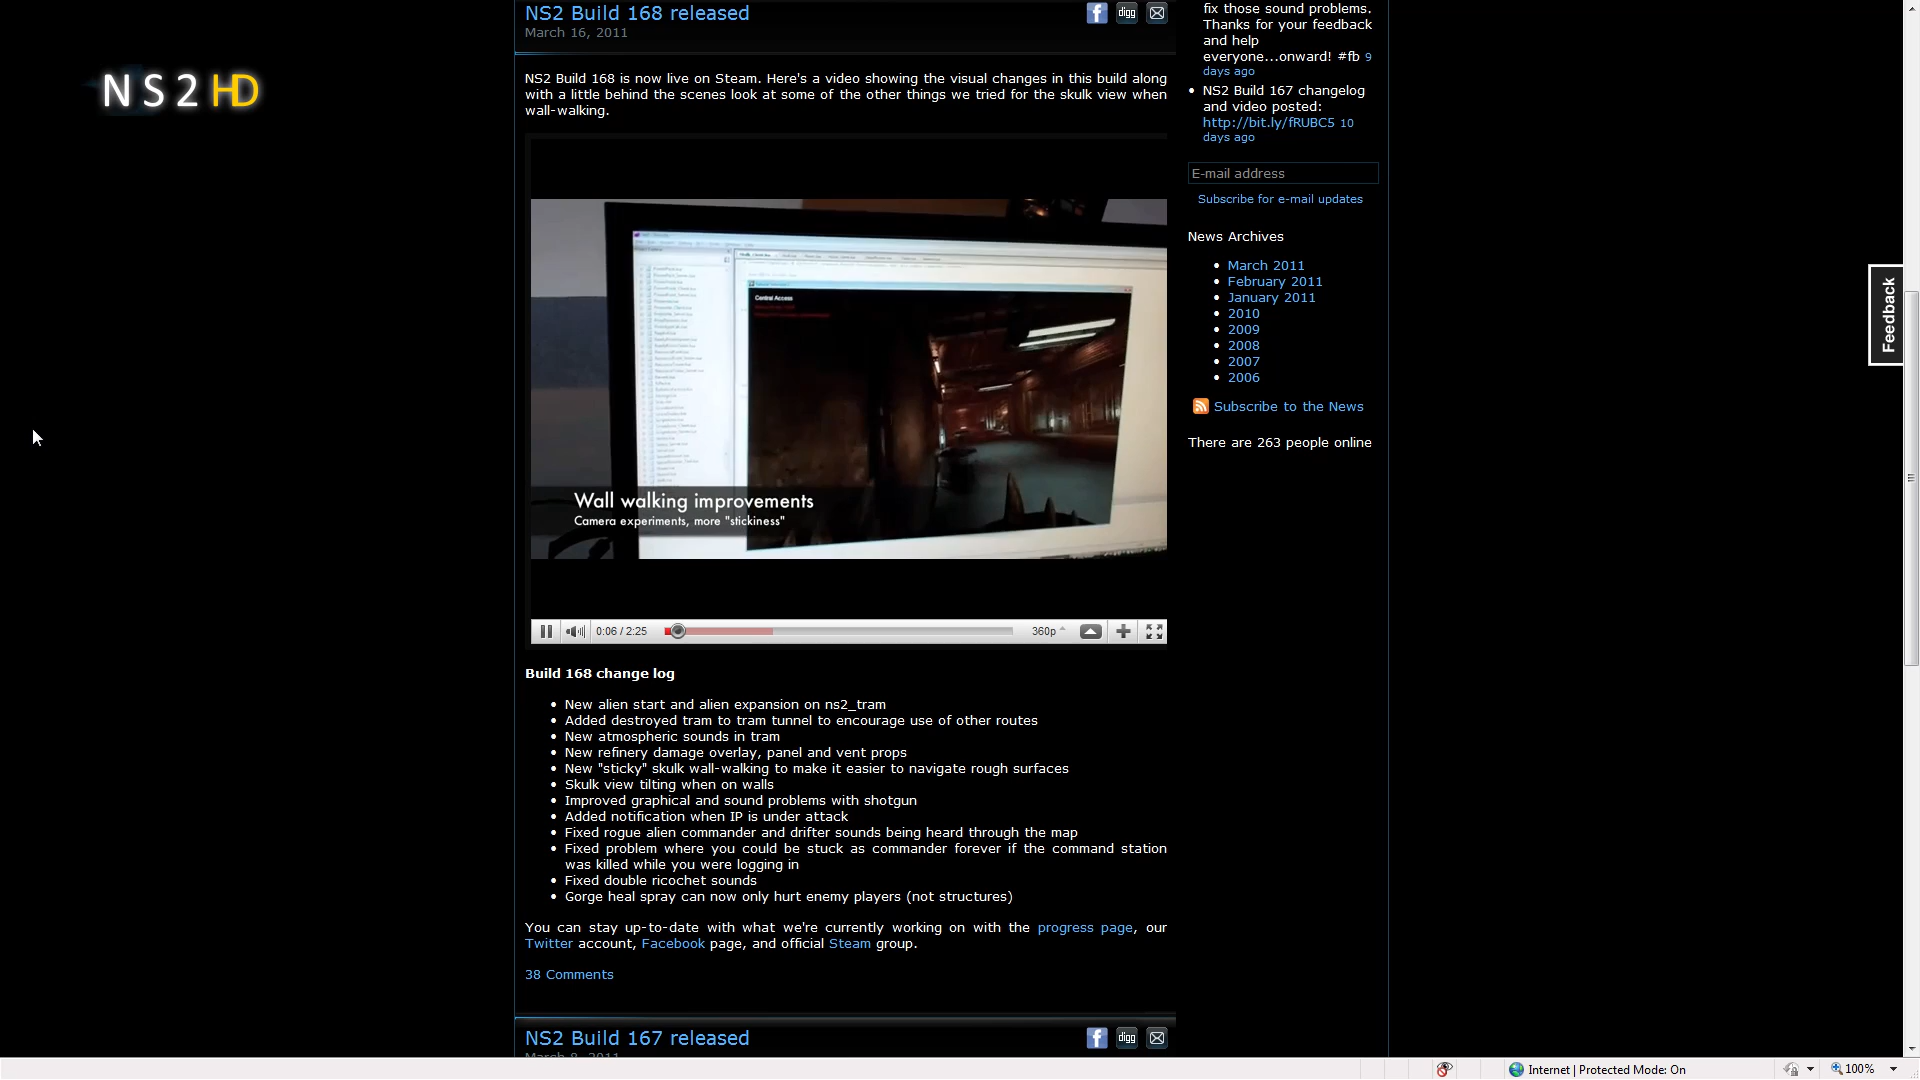 NS2 Build 168 released
March 16, 2011
digg
NS2HD
NS2 Build 168 is now live on Steam. Here's a video showing the visual changes in this build along
with a little behind the scenes look at some of the other things we tried for the skulk view when
wall-walking.
Central Access
Wall walking improvements
Camera experiments, more "stickiness"
0:06 / 2:25
360p
Build 168 change log
• New alien start and alien expansion on ns2_tram
• Added destroyed tram to tram tunnel to encourage use of other routes
• New atmospheric sounds in tram
• New refinery damage overlay, panel and vent props
• New "sticky" skulk wall-walking to make it easier to navigate rough surfaces
• Skulk view tilting when on walls
• Improved graphical and sound problems with shotgun
• Added notification when IP is under attack
• Fixed rogue alien commander and drifter sounds being heard through the map
• Fixed problem where you could be stuck as commander forever if the command station
was killed while you were logging in
• Fixed double ricochet sounds
• Gorge heal spray can now only hurt enemy players (not structures)
You can stay up-to-date with what we're currently working on with the progress page, our
Twitter account, Facebook page, and official Steam group.
38 Comments
NS2 Build 167 released
digg
March 8, 2011
fix those sound problems.
Thanks for your feedback
and help
everyone...onward! #fb 9
days ago
• NS2 Build 167 changelog
and video posted:
http://bit.ly/fRUBC5 10
days ago
E-mail address
Subscribe for e-mail updates
News Archives
• March 2011
• February 2011
• January 2011
• 2010
• 2009
• 2008
• 2007
• 2006
Subscribe to the News
There are 263 people online
Feedback
Internet | Protected Mode: On
100%